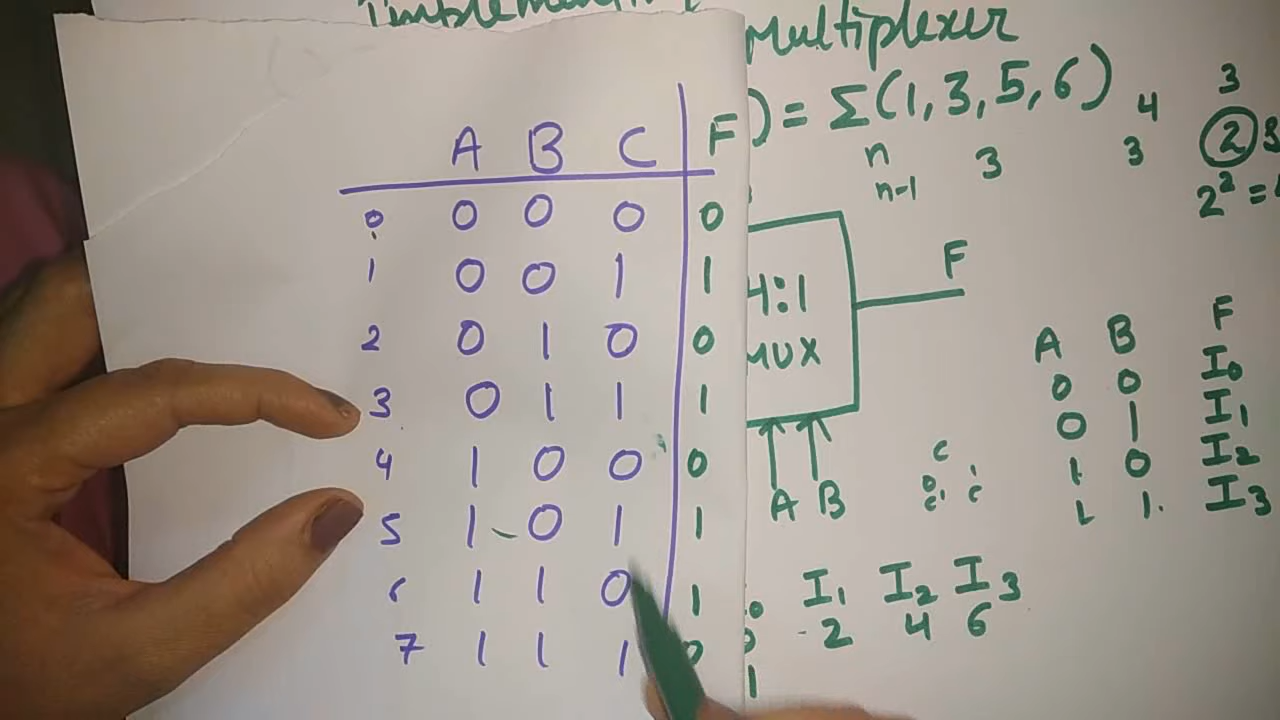 Multiplexer
) = Σ(1, 3, 5, 6)
n 3 4 3
n-1 3 2
2² =
A B C F
0 0 0 0 0
1 0 0 1 1
2 0 1 0 0
3 0 1 1 1
4 1 0 0 0
5 1 0 1 1
1 1 0 1
7 1 1 1 0
4:1
MUX
F
A B
A B F
0 0 I0
0 1 I1
1 0 I2
1 1 I3
C
I1 I2 I3
2 4 6
1